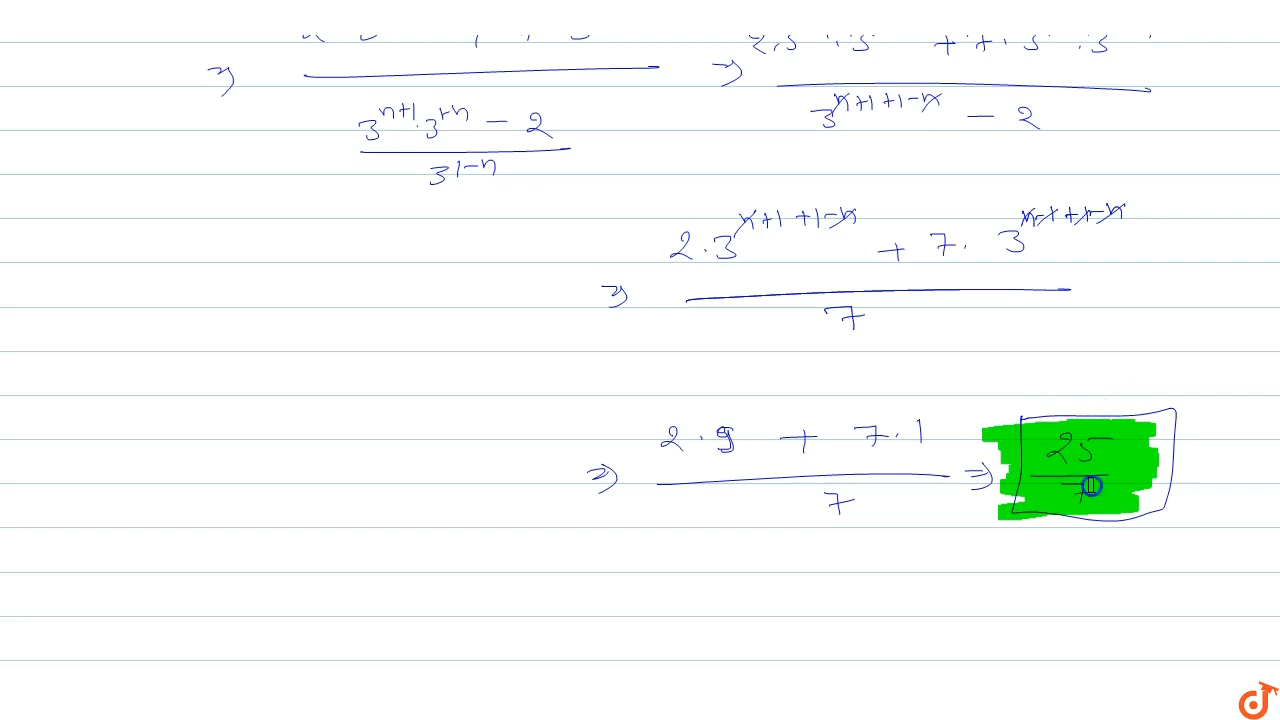 ⇒ ⇒
3^{n+1} · 3^{1-n} - 2 3^{n+1+1-n} - 2
3^{1-n}
2 · 3^{n+1+1-n} + 7 · 3^{n-1+1-n}
⇒
7
2 · 9 + 7 · 1 25
⇒ ⇒
7 7